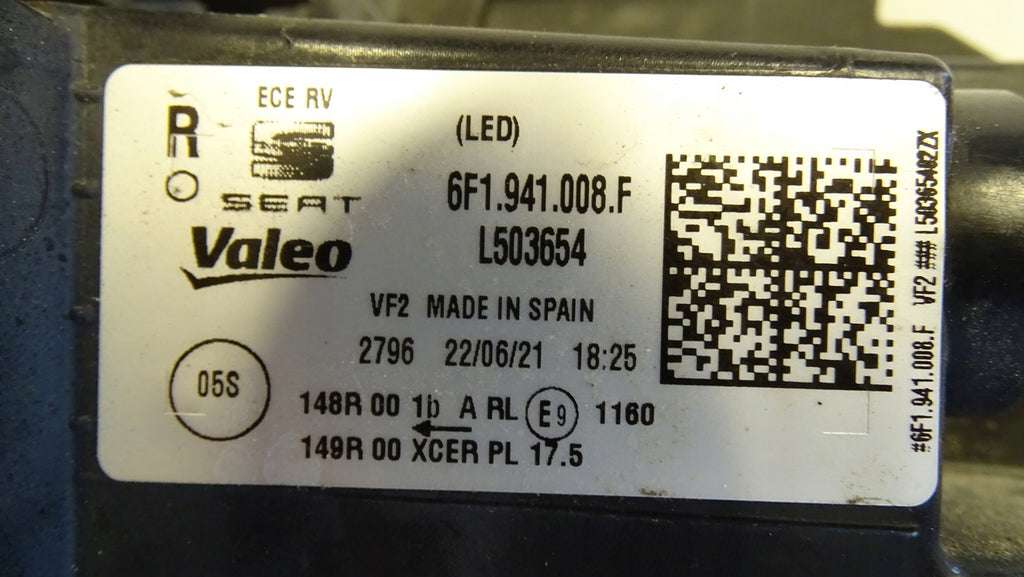 R
ECE RV
SEAT
Valeo
(LED)
6F1.941.008.F
L503654
VF2 MADE IN SPAIN
2796 22/06/21 18:25
05S
148R 00 1b A RL E9 1160
149R 00 XCER PL 17.5
#6F1.941.008.F VF2 ### L503654022ZX